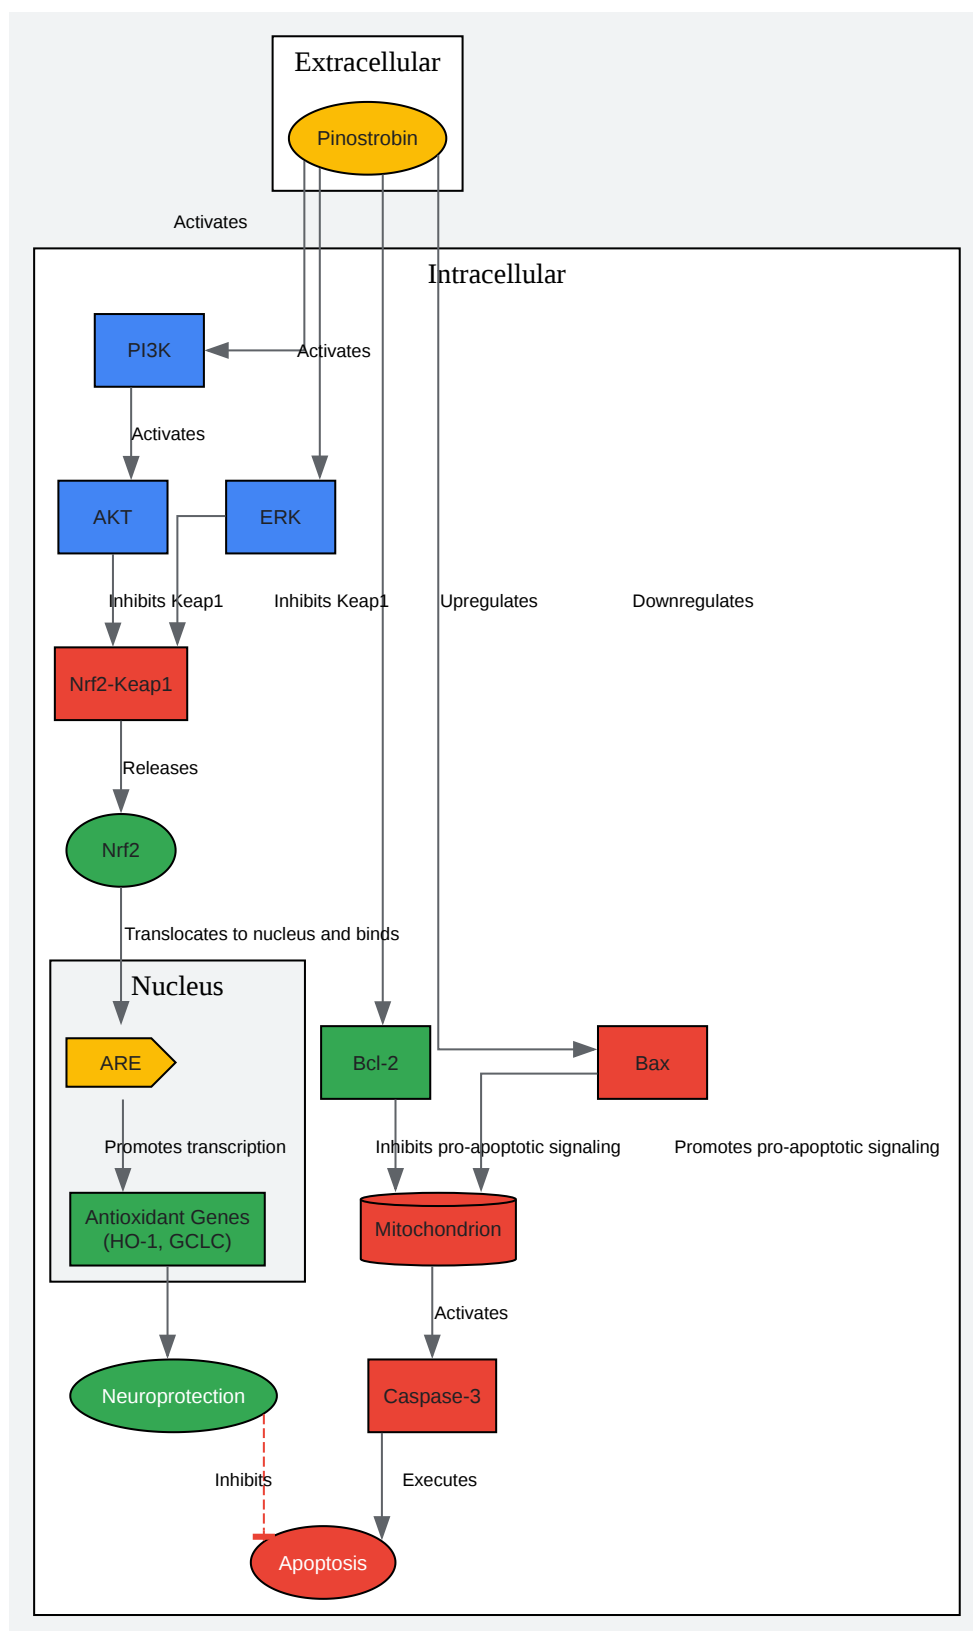 Extracellular
Pinostrobin
Activates
Intracellular
PI3K
Activates
Activates
AKT
ERK
Inhibits Keap1
Inhibits Keap1
Upregulates
Downregulates
Nrf2-Keap1
Releases
Nrf2
Translocates to nucleus and binds
Nucleus
ARE
Bcl-2
Bax
Promotes transcription
Inhibits pro-apoptotic signaling
Promotes pro-apoptotic signaling
Antioxidant Genes
(HO-1, GCLC)
Mitochondrion
Activates
Neuroprotection
Caspase-3
Inhibits
Executes
Apoptosis